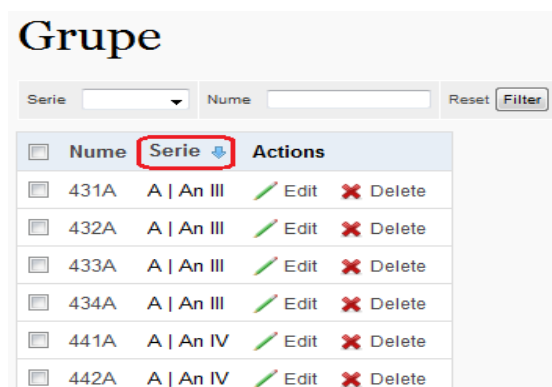 Grupe
Serie Nume Reset Filter
Nume Serie Actions
431A A | An III Edit Delete
432A A | An III Edit Delete
433A A | An III Edit Delete
434A A | An III Edit Delete
441A A | An IV Edit Delete
442A A | An IV Edit Delete